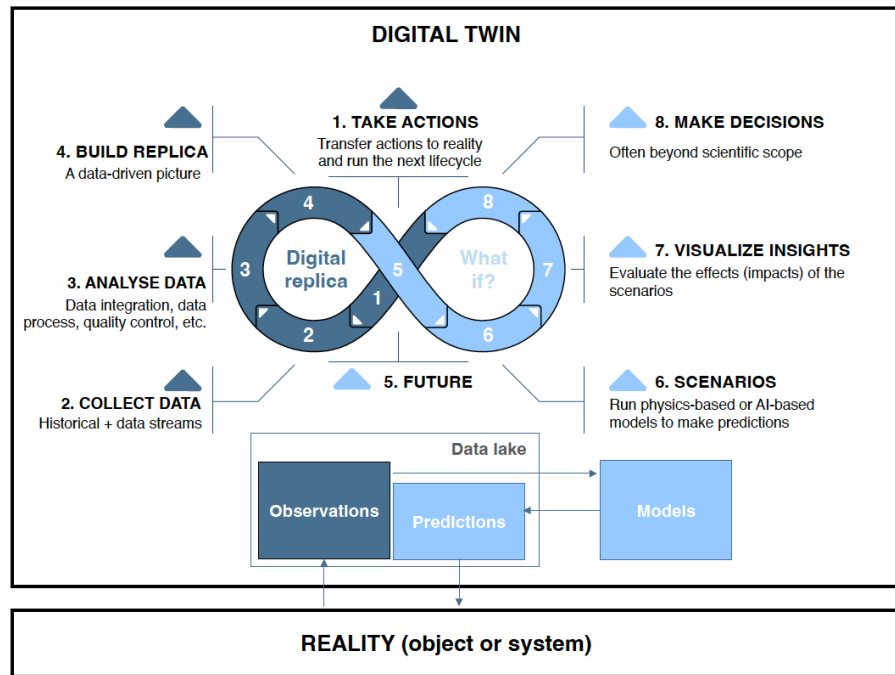 DIGITAL TWIN
1. TAKE ACTIONS
Transfer actions to reality
and run the next lifecycle
8. MAKE DECISIONS
Often beyond scientific scope
4. BUILD REPLICA
A data-driven picture
4
8
Digital
replica
What
if?
3
5
7
1
2
6
3. ANALYSE DATA
Data integration, data
process, quality control, etc.
7. VISUALIZE INSIGHTS
Evaluate the effects (impacts) of the
scenarios
2. COLLECT DATA
Historical + data streams
5. FUTURE
6. SCENARIOS
Run physics-based or AI-based
models to make predictions
Data lake
Observations
Predictions
Models
REALITY (object or system)